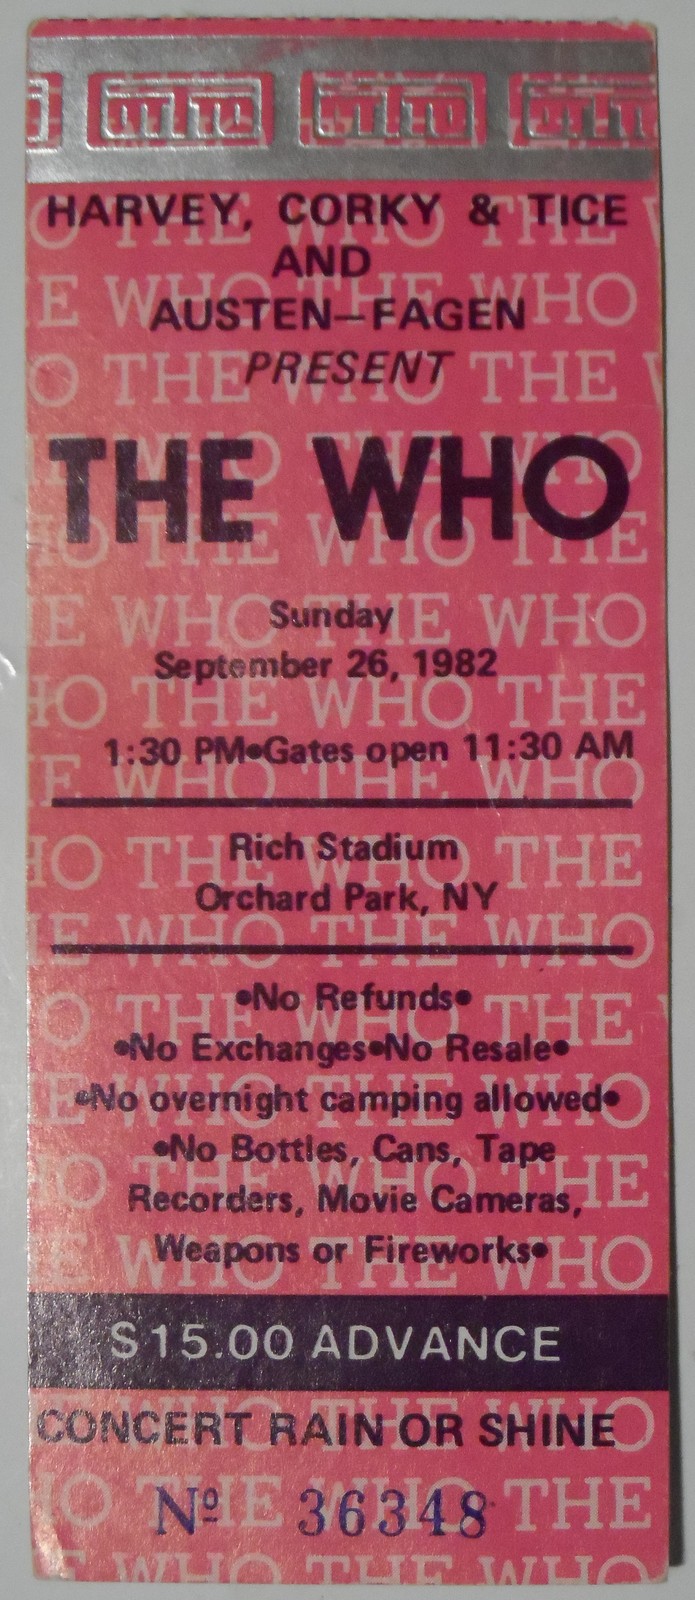 HARVEY, CORKY & TICE
AND
AUSTEN–FAGEN
PRESENT
THE WHO
Sunday
September 26, 1982
1:30 PM•Gates open 11:30 AM
Rich Stadium
Orchard Park, NY
•No Refunds•
•No Exchanges•No Resale•
•No overnight camping allowed•
•No Bottles, Cans, Tape
Recorders, Movie Cameras,
Weapons or Fireworks•
$15.00 ADVANCE
CONCERT RAIN OR SHINE
Nº 36348